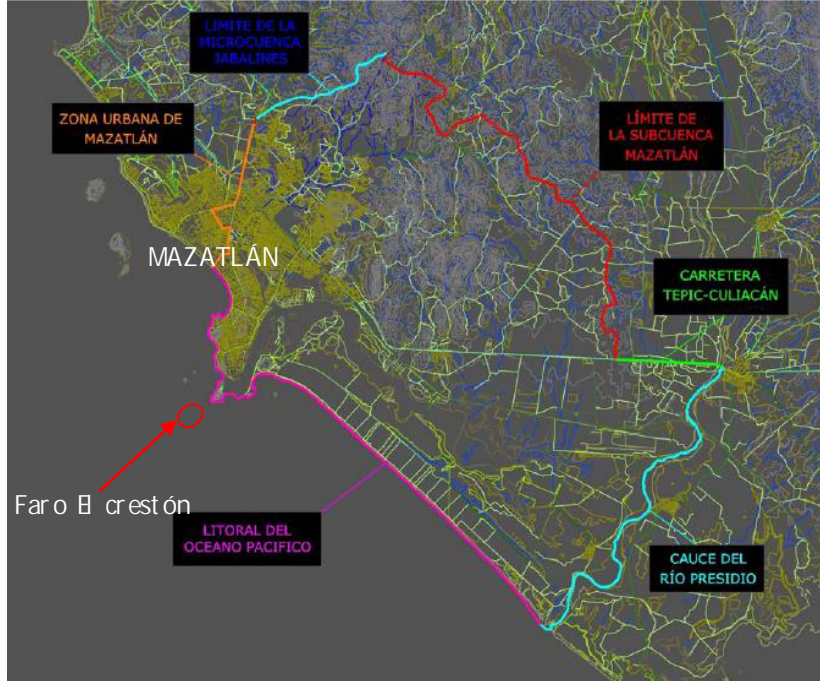 LIMITE DE LA
MICROCUENCA
JABALINES
ZONA URBANA DE
MAZATLÁN
LÍMITE DE
LA SUBCUENCA
MAZATLÁN
MAZATLÁN
CARRETERA
TEPIC-CULIACÁN
Faro El crestón
LITORAL DEL
OCEANO PACIFICO
CAUCE DEL
RÍO PRESIDIO